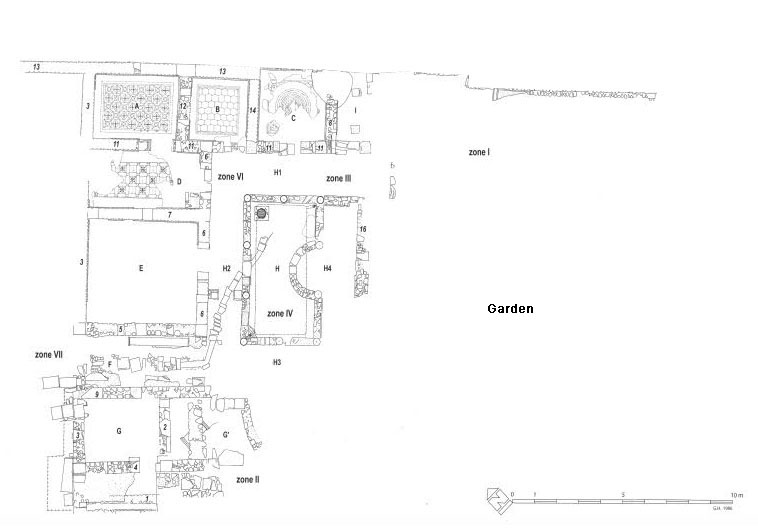 13
13
3
A
12
B
14
C
6
I
11
11
11
11
6
zone I
D
zone VI
H1
zone III
6
7
16
3
E
6
H2
H
H4
Garden
6
zone IV
5
zone VII
F
H3
9
3
G
2
G'
4
zone II
1
0 1 5 10 m